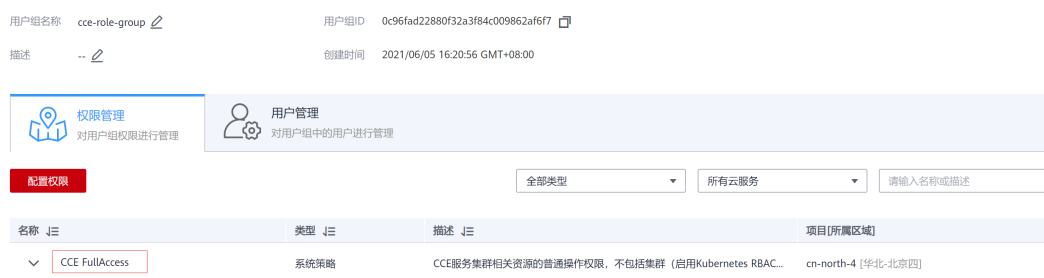 用户组名称 cce-role-group 用户组ID 0c96fad22880f32a3f84c009862af6f7
描述 -- 创建时间 2021/06/05 16:20:56 GMT+08:00
权限管理 用户管理
对用户组权限进行管理 对用户组中的用户进行管理
配置权限 全部类型 所有云服务 请输入名称或描述
名称 类型 描述 项目[所属区域]
CCE FullAccess 系统策略 CCE服务集群相关资源的普通操作权限，不包括集群（启用Kubernetes RBAC... cn-north-4 [华北-北京四]